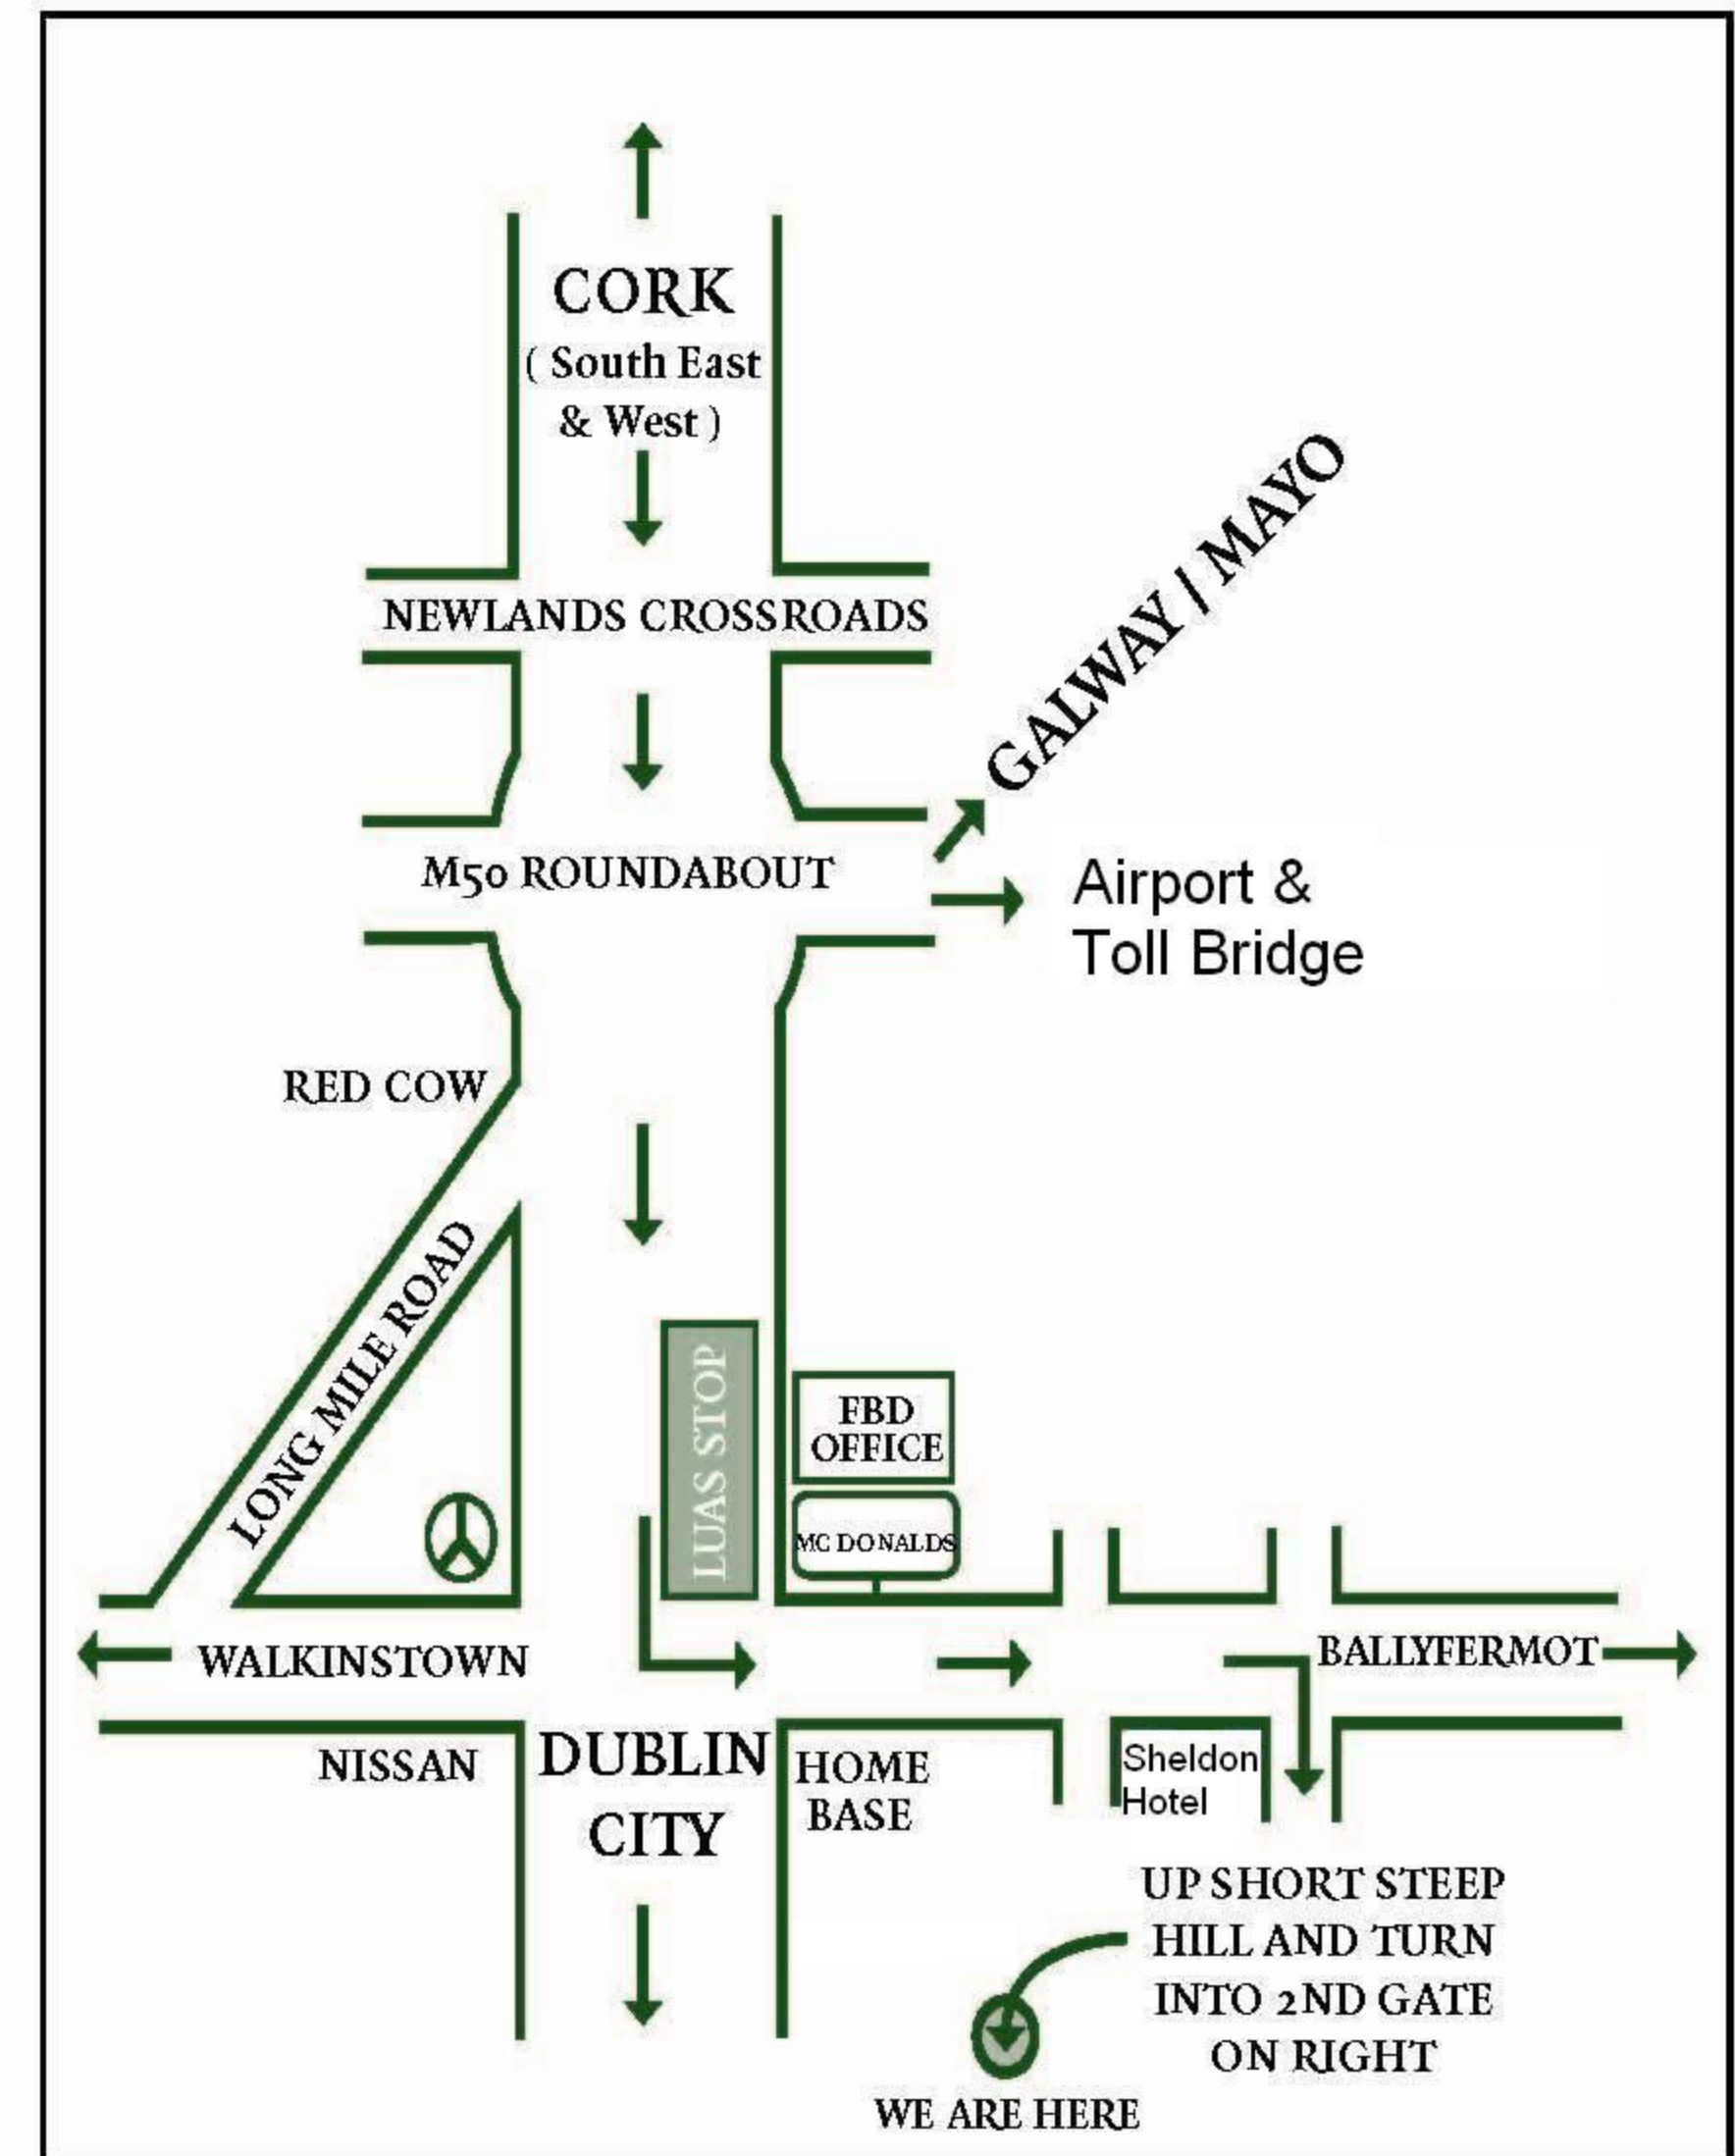 CORK
( South East
& West )
GALWAY / MAYO
NEWLANDS CROSSROADS
M50 ROUNDABOUT
Airport &
Toll Bridge
RED COW
LONG MILE ROAD
LUAS STOP
FBD
OFFICE
MC DONALDS
WALKINSTOWN
BALLYFERMOT
NISSAN
DUBLIN
CITY
HOME
BASE
Sheldon
Hotel
UP SHORT STEEP
HILL AND TURN
INTO 2ND GATE
ON RIGHT
WE ARE HERE